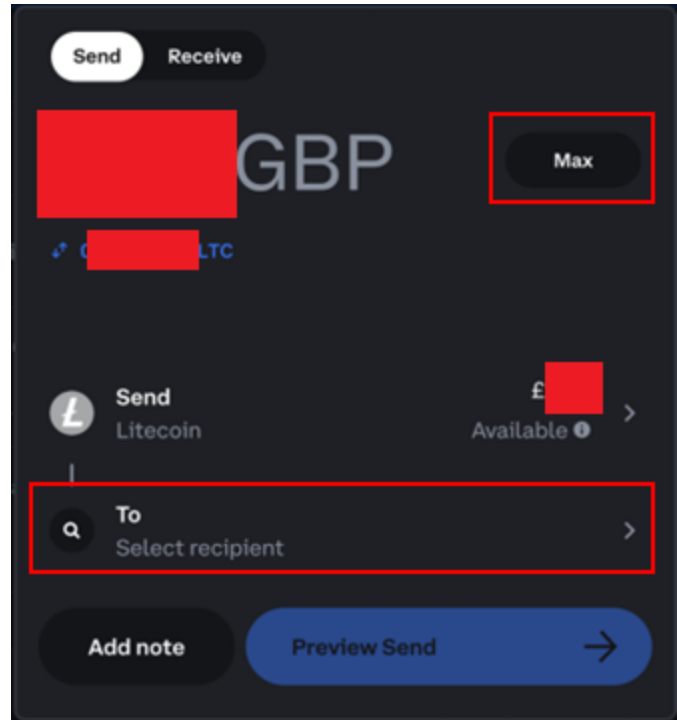 Send Receive
GBP Max
LTC
Send £
Litecoin Available
To
Select recipient
Add note Preview Send